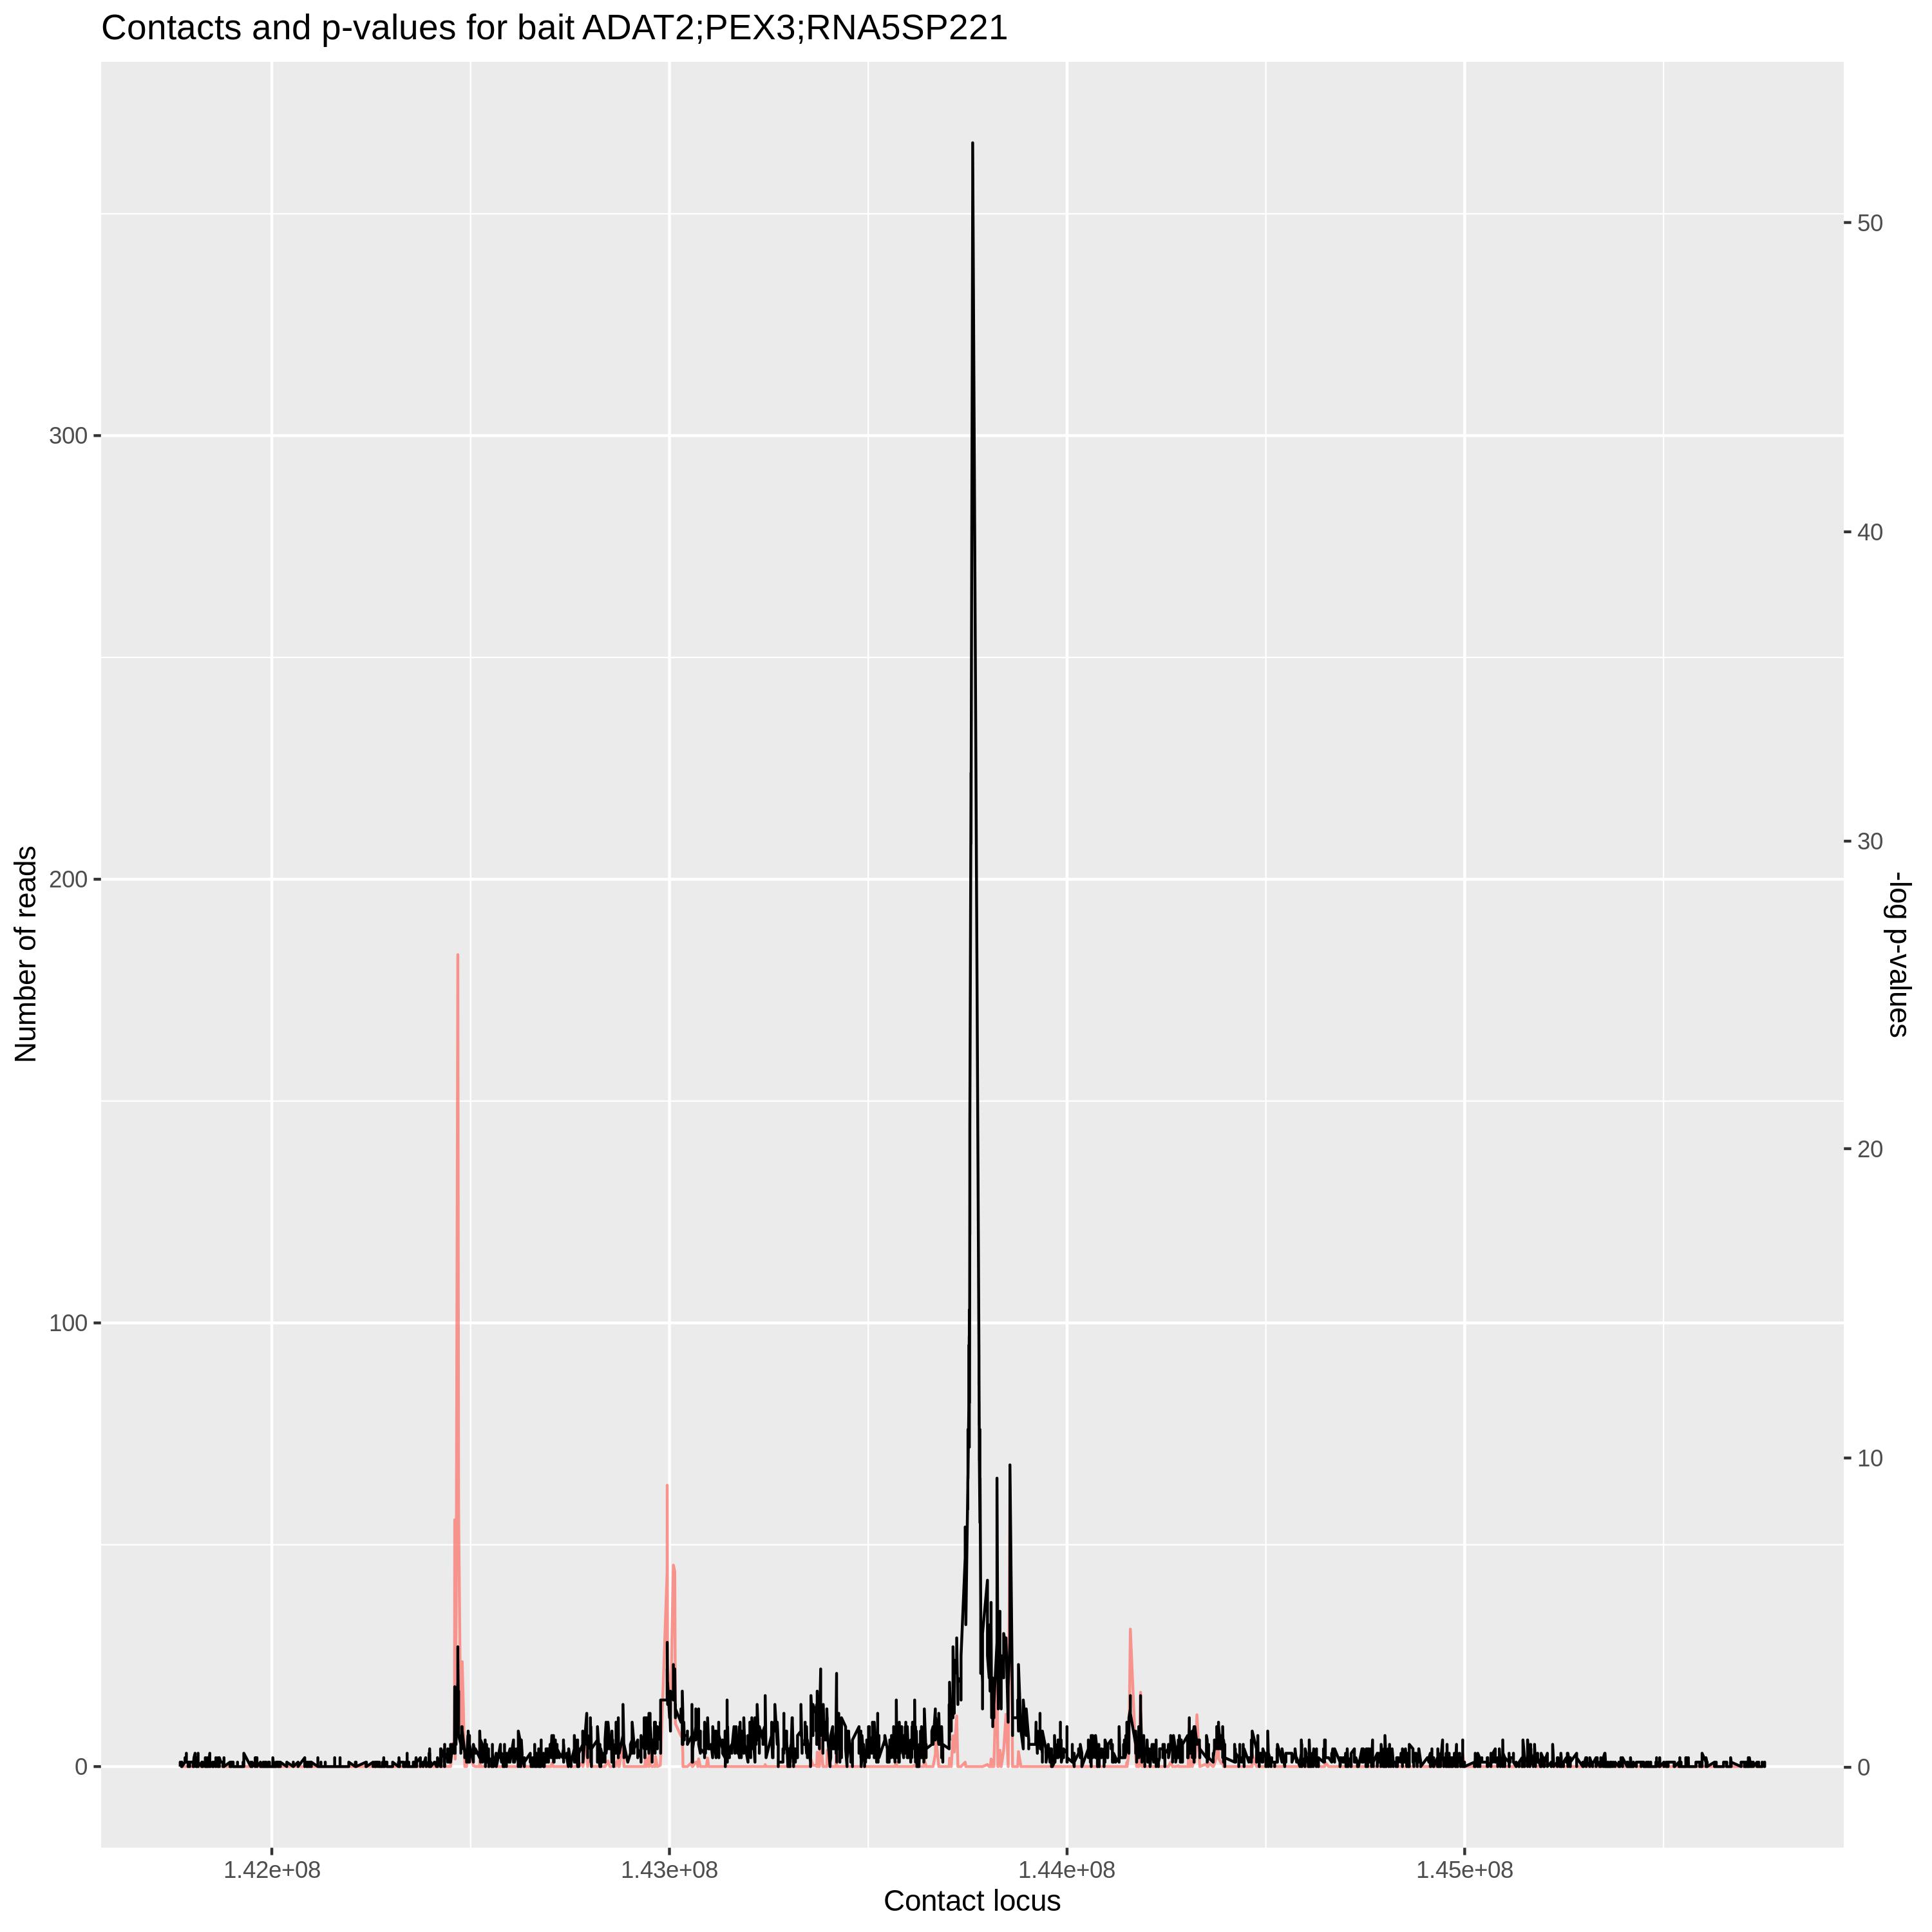 Contacts and p-values for bait ADAT2;PEX3;RNA5SP221
300
200
100
0
50
40
30
20
10
0
Number of reads
-log p-values
1.42e+08
1.43e+08
1.44e+08
1.45e+08
Contact locus